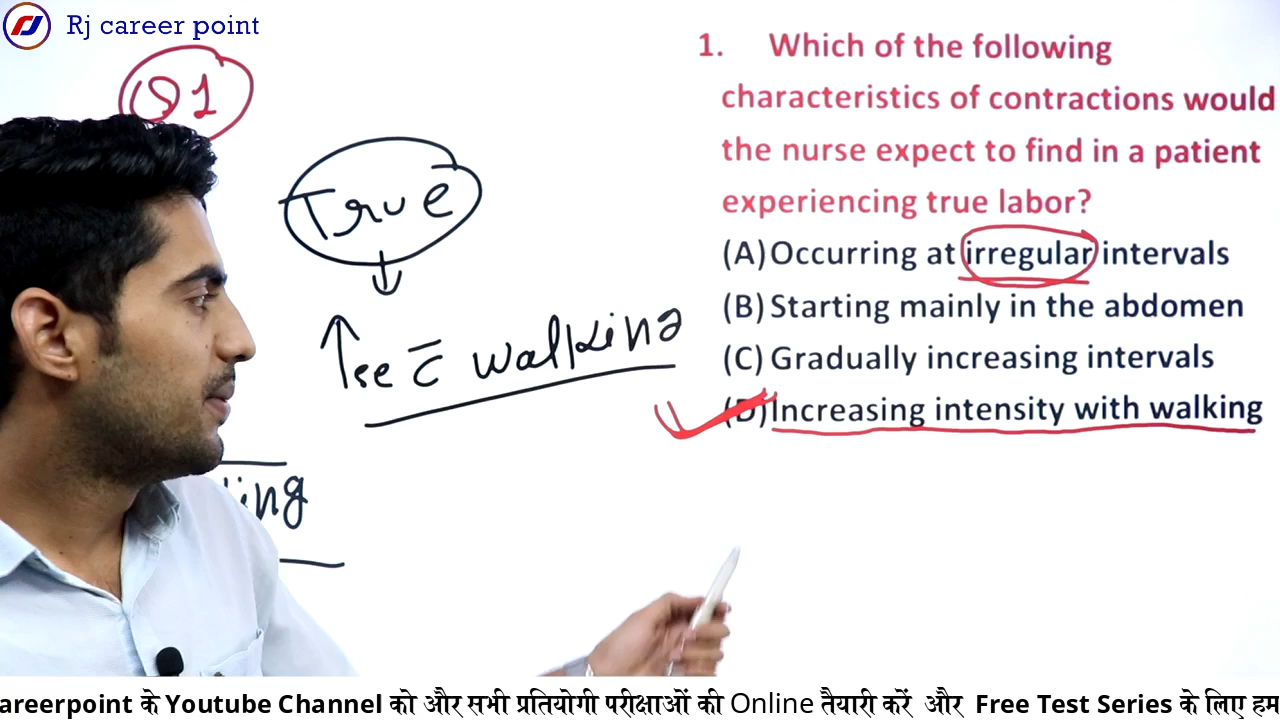 Rj career point
Q1
True
↑se c̄ walking
ing
1. Which of the following
characteristics of contractions would
the nurse expect to find in a patient
experiencing true labor?
(A) Occurring at irregular intervals
(B) Starting mainly in the abdomen
(C) Gradually increasing intervals
(D) Increasing intensity with walking
areerpoint के Youtube Channel को और सभी प्रतियोगी परीक्षाओं की Online तैयारी करें और Free Test Series के लिए हम